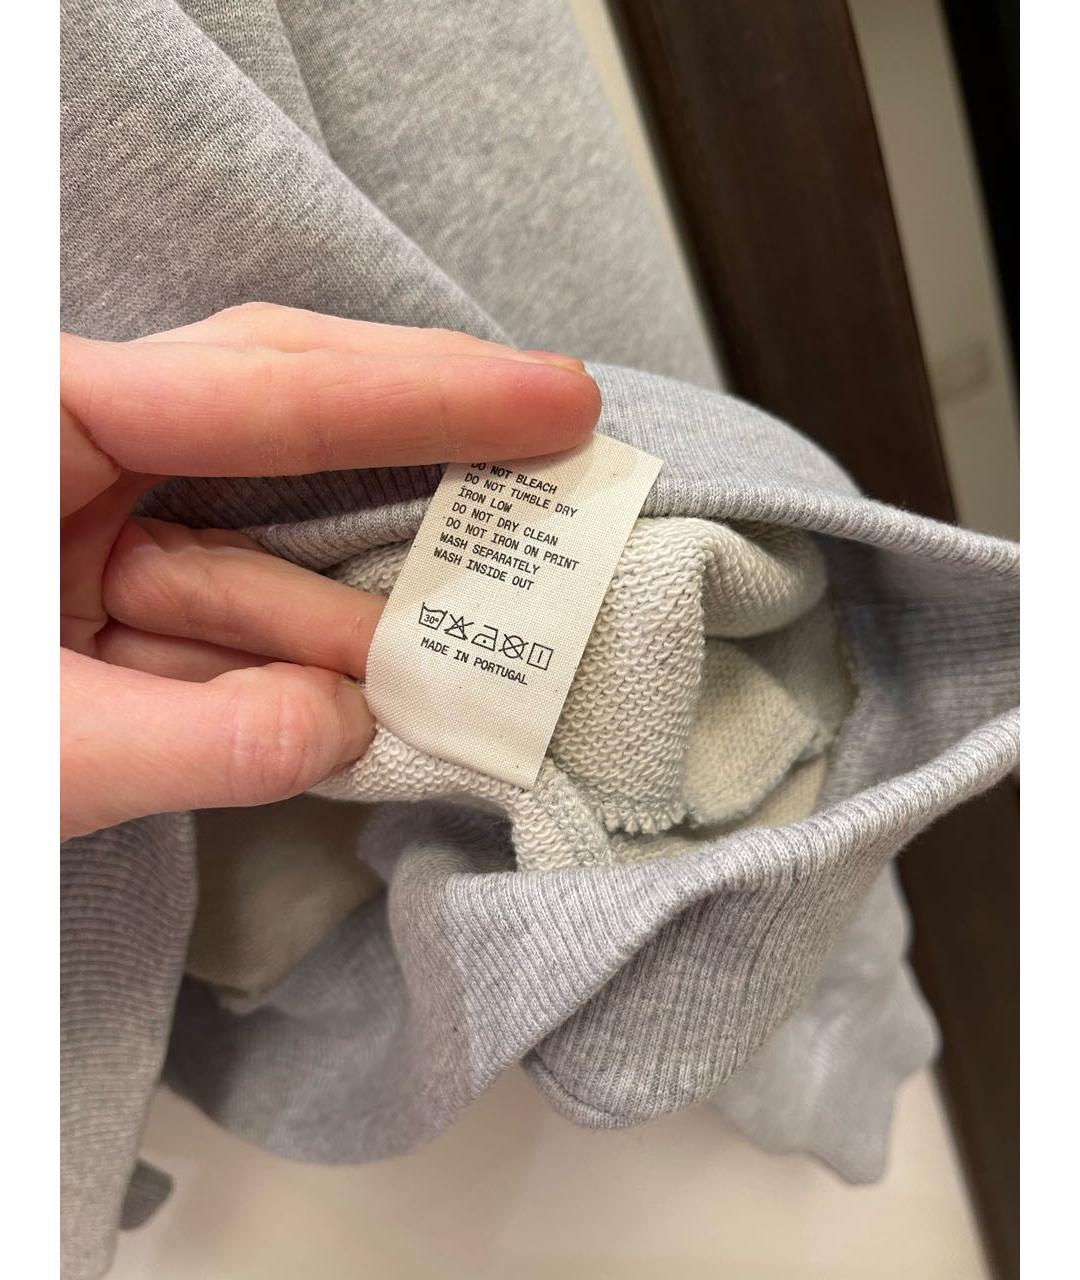 DO NOT BLEACH
DO NOT TUMBLE DRY
IRON LOW
DO NOT DRY CLEAN
DO NOT IRON ON PRINT
WASH SEPARATELY
WASH INSIDE OUT
30°
MADE IN PORTUGAL